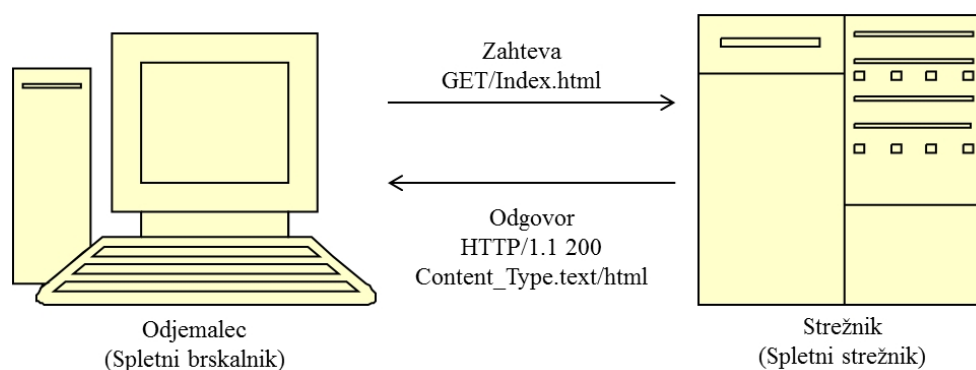 Zahteva
GET/Index.html
Odgovor
HTTP/1.1 200
Content_Type.text/html
Odjemalec
(Spletni brskalnik)
Strežnik
(Spletni strežnik)